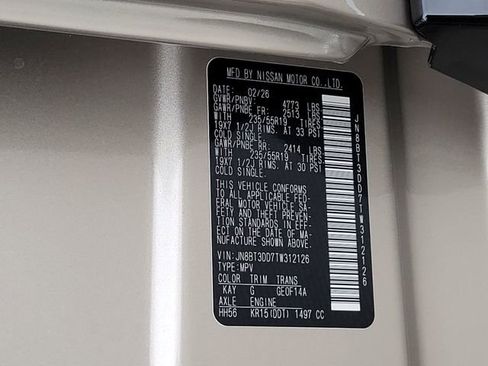 MFD BY NISSAN MOTOR CO.,LTD.
DATE: 02/26
GVWR/PNBV: 4773 LBS
GAWR/PNBE FR: 2513 LBS
WITH 235/55R19 TIRES
19X7 1/2J RIMS. AT 33 PSI
COLD SINGLE.
GAWR/PNBE RR: 2414 LBS
WITH 235/55R19 TIRES
19X7 1/2J RIMS. AT 30 PSI
COLD SINGLE.
THIS VEHICLE CONFORMS
TO ALL APPLICABLE FED-
ERAL MOTOR VEHICLE SA-
FETY AND THEFT PREVEN-
TION STANDARDS IN EFF-
ECT ON THE DATE OF MA-
NUFACTURE SHOWN ABOVE.
VIN: JN8BT3DD7TW312126
TYPE: MPV
COLOR TRIM TRANS
KAY G GE0F14A
AXLE ENGINE
HH56 KR15(DDT) 1497 CC
JN8BT3DD7TW312126